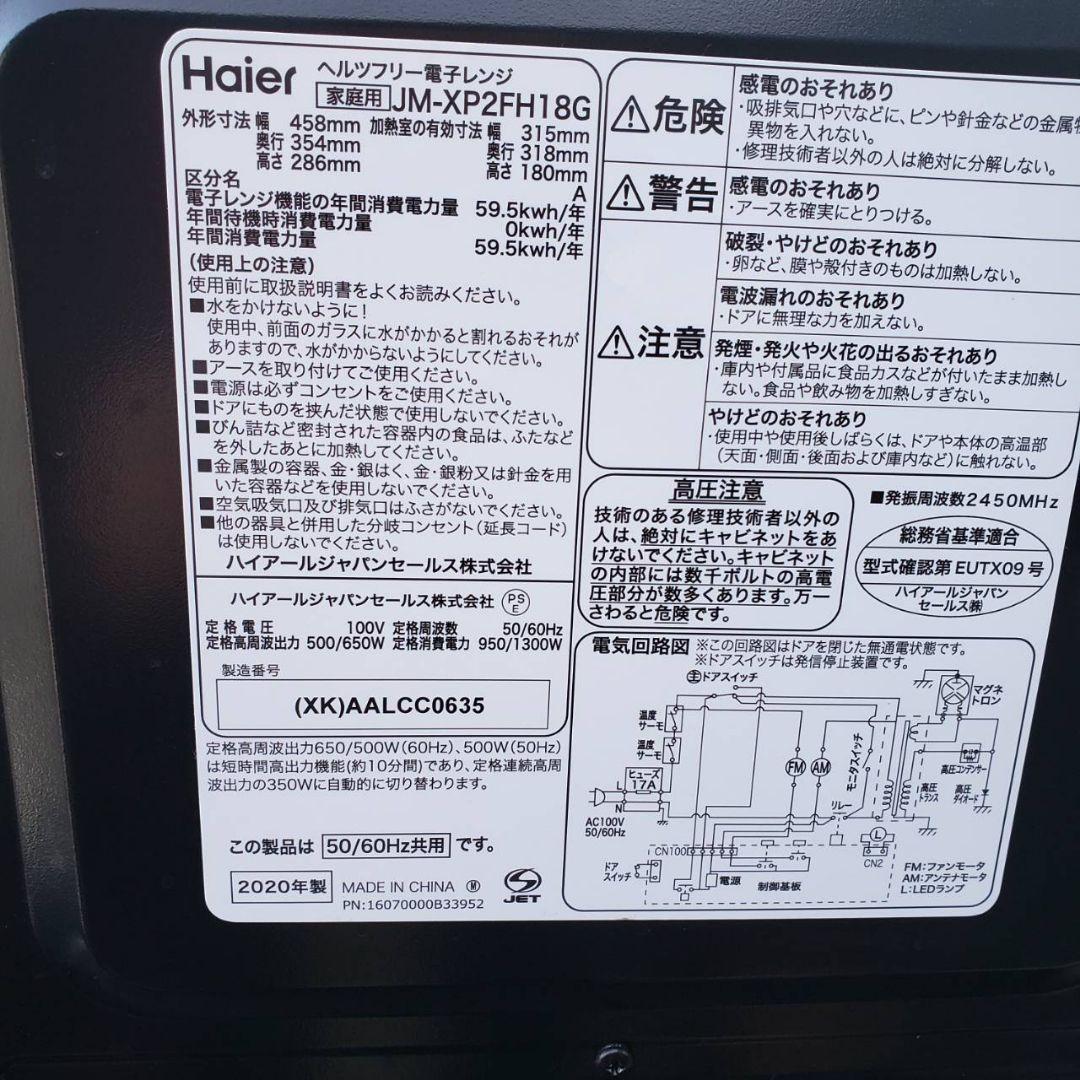 Haier ヘルツフリー電子レンジ
家庭用 JM-XP2FH18G
外形寸法 幅 458mm 加熱室の有効寸法 幅 315mm
奥行 354mm 奥行 318mm
高さ 286mm 高さ 180mm
区分名 A
電子レンジ機能の年間消費電力量 59.5kwh/年
年間待機時消費電力量 0kwh/年
年間消費電力量 59.5kwh/年
(使用上の注意)
使用前に取扱説明書をよくお読みください。
■水をかけないように!
使用中、前面のガラスに水がかかると割れるおそれが
ありますので、水がかからないようにしてください。
■アースを取り付けてご使用ください。
■電源は必ずコンセントをご使用ください。
■ドアにものを挟んだ状態で使用しないでください。
■びん詰など密封された容器内の食品は、ふたなど
を外したあとに加熱してください。
■金属製の容器、金・銀はく、金・銀粉又は針金を用
いた容器などを使用しないでください。
■空気吸気口及び排気口はふさがないでください。
■他の器具と併用した分岐コンセント(延長コード)
は使用しないでください。
ハイアールジャパンセールス株式会社
ハイアールジャパンセールス株式会社 PSE
定格電圧 100V 定格周波数 50/60Hz
定格高周波出力 500/650W 定格消費電力 950/1300W
製造番号
(XK)AALCC0635
定格高周波出力650/500W(60Hz)、500W(50Hz)
は短時間高出力機能(約10分間)であり、定格連続高周
波出力の350Wに自動的に切り替わります。
この製品は 50/60Hz共用 です。
2020年製 MADE IN CHINA Ⓜ JET
PN:16070000B33952
⚠危険
感電のおそれあり
・吸排気口や穴などに、ピンや針金などの金属物
異物を入れない。
・修理技術者以外の人は絶対に分解しない。
⚠警告
感電のおそれあり
・アースを確実にとりつける。
⚠注意
破裂・やけどのおそれあり
・卵など、膜や殻付きのものは加熱しない。
電波漏れのおそれあり
・ドアに無理な力を加えない。
発煙・発火や火花の出るおそれあり
・庫内や付属品に食品カスなどが付いたまま加熱し
ない。食品や飲み物を加熱しすぎない。
やけどのおそれあり
・使用中や使用後しばらくは、ドアや本体の高温部
(天面・側面・後面および庫内など)に触れない。
高圧注意
技術のある修理技術者以外の
人は、絶対にキャビネットをあ
けないでください。キャビネット
の内部には数千ボルトの高電
圧部分が数多くあります。万一
さわると危険です。
■発振周波数2450MHz
総務省基準適合
型式確認第EUTX09号
ハイアールジャパン
セールス㈱
電気回路図 ※この回路図はドアを閉じた無通電状態です。
※ドアスイッチは発信停止装置です。
主ドアスイッチ
マグネ
トロン
温度
サーモ
温度
サーモ
FM AM
モータスイッチ
高圧コンデンサー
高圧
トランス
高圧
ダイオード
L ヒューズ
17A
N
AC100V
50/60Hz
リレー
L
CN100
CN2
ドア
スイッチ
電源
制御基板
FM:ファンモータ
AM:アンテナモータ
L:LEDランプ